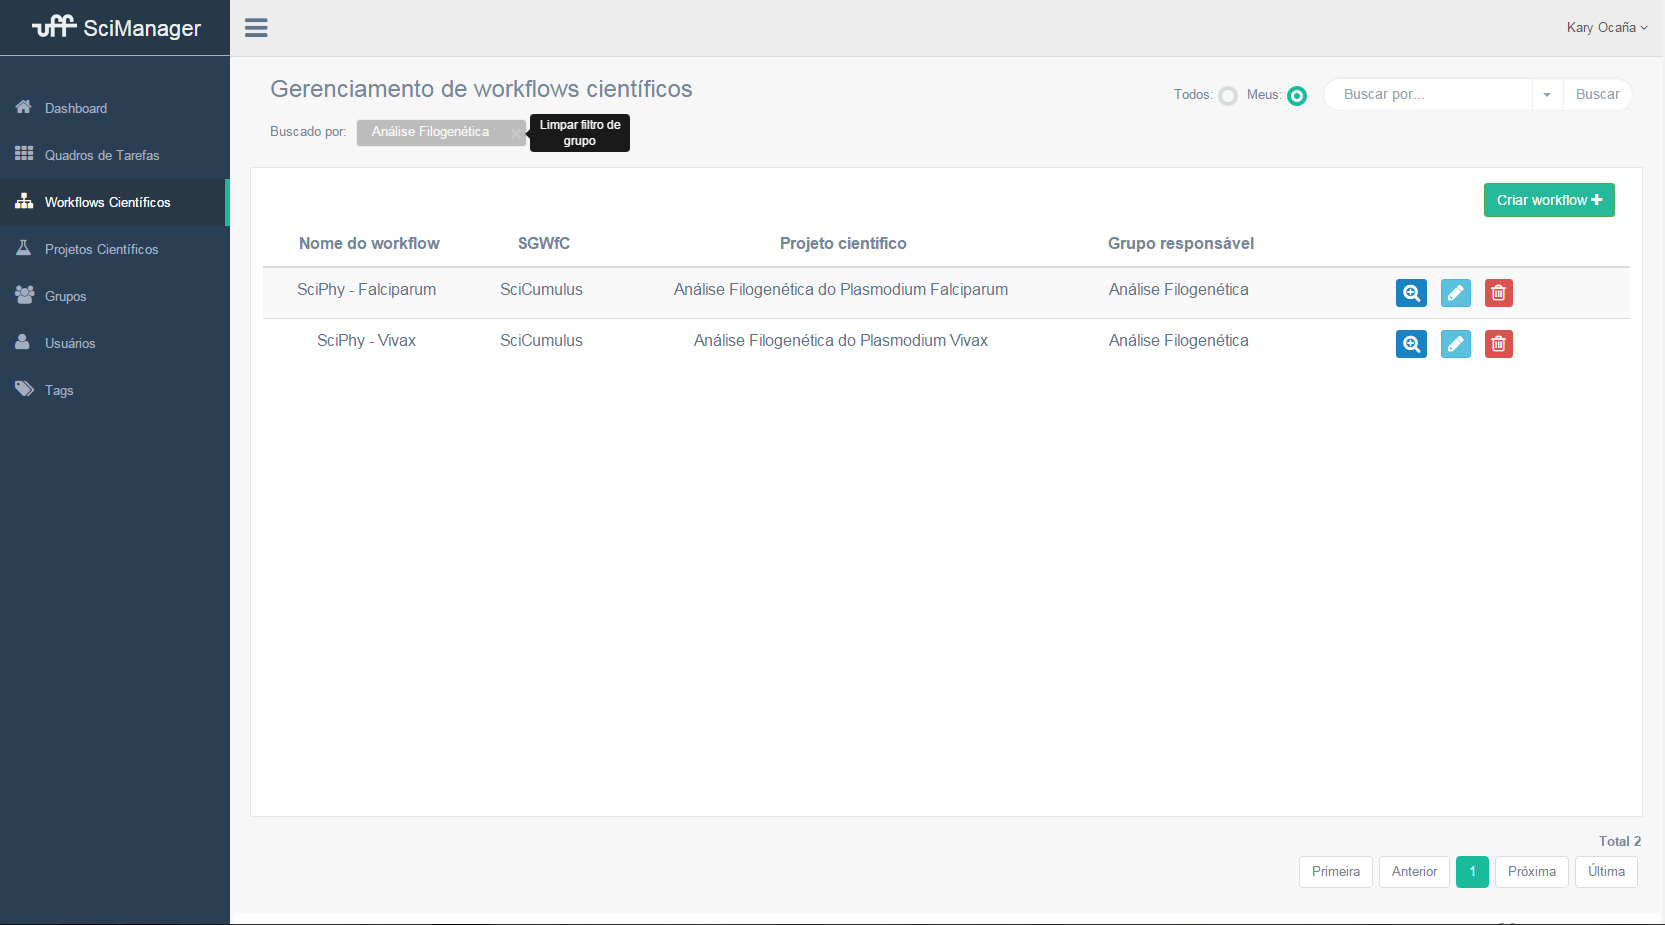 uff SciManager
Kary Ocaña
Dashboard
Quadros de Tarefas
Workflows Científicos
Projetos Científicos
Grupos
Usuários
Tags
Gerenciamento de workflows científicos
Todos:
Meus:
Buscar por...
Buscar
Buscado por:
Análise Filogenética
Limpar filtro de
grupo
Criar workflow
Nome do workflow SGWfC Projeto científico Grupo responsável
SciPhy - Falciparum SciCumulus Análise Filogenética do Plasmodium Falciparum Análise Filogenética
SciPhy - Vivax SciCumulus Análise Filogenética do Plasmodium Vivax Análise Filogenética
Total 2
Primeira Anterior 1 Próxima Última